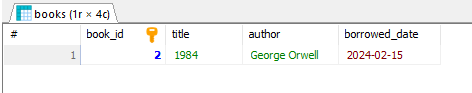 books (1r × 4c)
# book_id title author borrowed_date
1 2 1984 George Orwell 2024-02-15